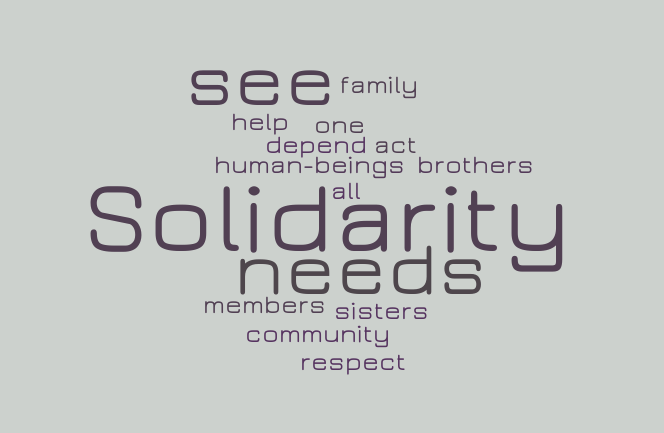 see family
help one
depend act
human-beings brothers
all
Solidarity
needs
members sisters
community
respect